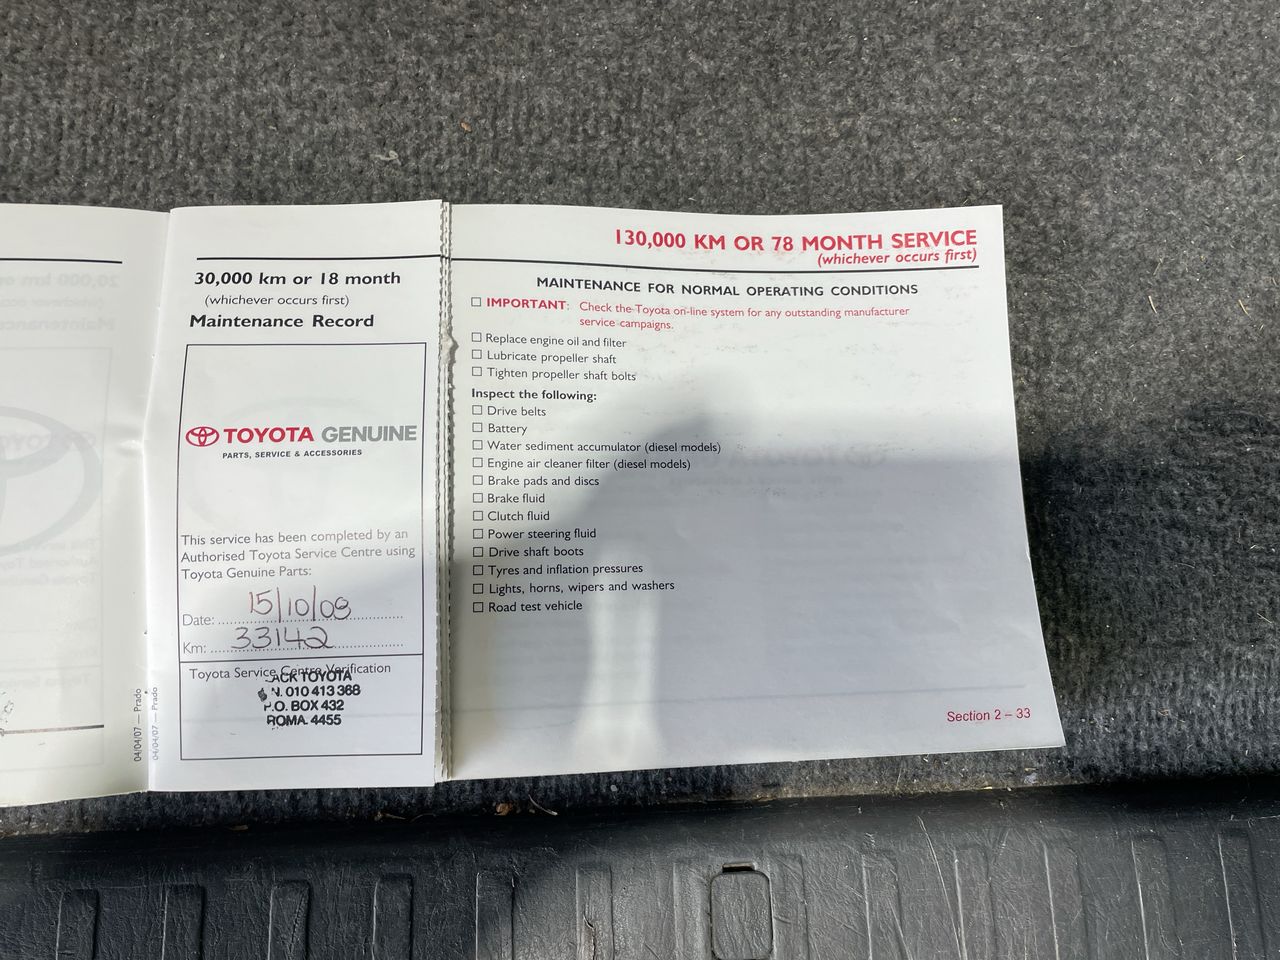 30,000 km or 18 month
(whichever occurs first)
Maintenance Record
TOYOTA GENUINE
PARTS, SERVICE & ACCESSORIES
This service has been completed by an
Authorised Toyota Service Centre using
Toyota Genuine Parts:
Date: 15/10/08
Km: 33142
Toyota Service Centre Verification
ACK TOYOTA
N. 010 413 368
P.O. BOX 432
ROMA. 4455
04/04/07 — Prado
04/04/07 — Prado
130,000 KM OR 78 MONTH SERVICE
(whichever occurs first)
MAINTENANCE FOR NORMAL OPERATING CONDITIONS
☐ IMPORTANT: Check the Toyota on-line system for any outstanding manufacturer
service campaigns.
☐ Replace engine oil and filter
☐ Lubricate propeller shaft
☐ Tighten propeller shaft bolts
Inspect the following:
☐ Drive belts
☐ Battery
☐ Water sediment accumulator (diesel models)
☐ Engine air cleaner filter (diesel models)
☐ Brake pads and discs
☐ Brake fluid
☐ Clutch fluid
☐ Power steering fluid
☐ Drive shaft boots
☐ Tyres and inflation pressures
☐ Lights, horns, wipers and washers
☐ Road test vehicle
Section 2 – 33